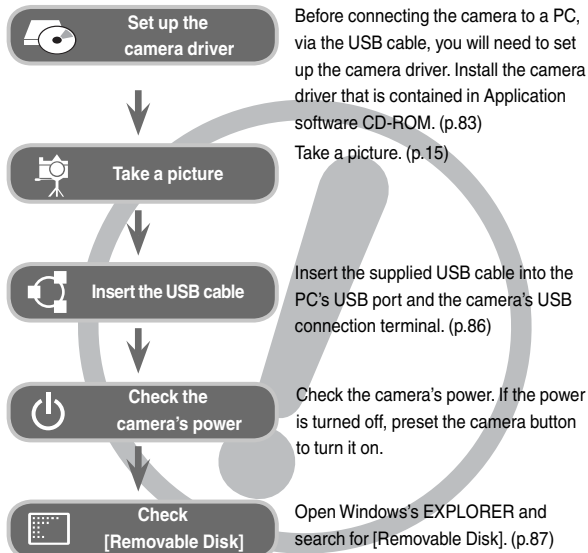 Set up the
camera driver
Before connecting the camera to a PC,
via the USB cable, you will need to set
up the camera driver. Install the camera
driver that is contained in Application
software CD-ROM. (p.83)
Take a picture
Take a picture. (p.15)
Insert the USB cable
Insert the supplied USB cable into the
PC's USB port and the camera's USB
connection terminal. (p.86)
Check the
camera's power
Check the camera's power. If the power
is turned off, preset the camera button
to turn it on.
Check
[Removable Disk]
Open Windows's EXPLORER and
search for [Removable Disk]. (p.87)